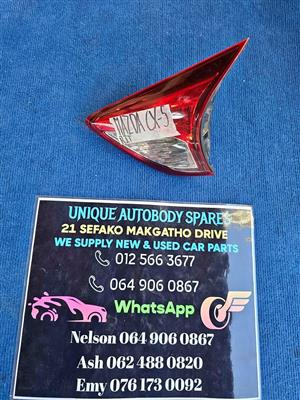 MAZDA CX-5
UNIQUE AUTOBODY SPARES
21 SEFAKO MAKGATHO DRIVE
WE SUPPLY NEW & USED CAR PARTS
012 566 3677
064 906 0867
WhatsApp
Nelson 064 906 0867
Ash 062 488 0820
Emy 076 173 0092